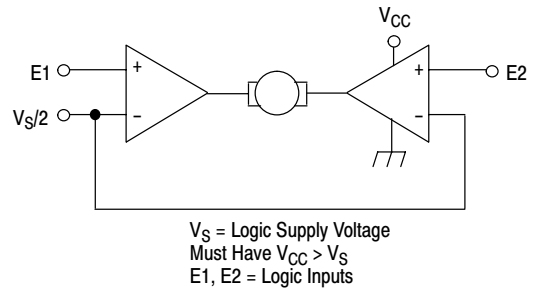 V_CC
E1
+
+
E2
V_S/2
−
−
V_S = Logic Supply Voltage
Must Have V_CC > V_S
E1, E2 = Logic Inputs